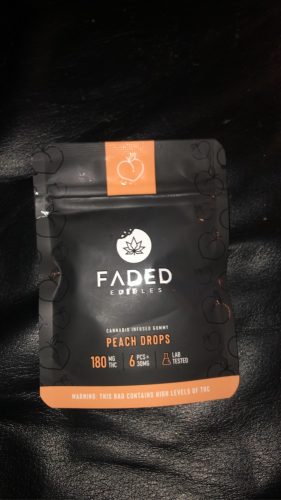 FADED
EDIBLES
CANNABIS INFUSED GUMMY
PEACH DROPS
180 MG THC 6 PCS x 30MG LAB TESTED
WARNING: THIS BAG CONTAINS HIGH LEVELS OF THC